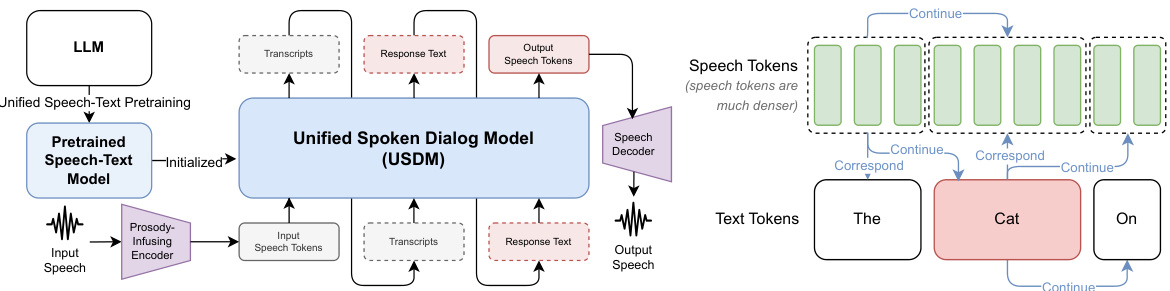 LLM
Unified Speech-Text Pretraining
Pretrained
Speech-Text
Model
Initialized
Input
Speech
Prosody-
Infusing
Encoder
Transcripts
Response Text
Output
Speech Tokens
Unified Spoken Dialog Model
(USDM)
Input
Speech Tokens
Transcripts
Response Text
Speech
Decoder
Output
Speech
Continue
Speech Tokens
(speech tokens are
much denser)
Correspond
Continue
Correspond
Continue
Text Tokens
The
Cat
On
Continue